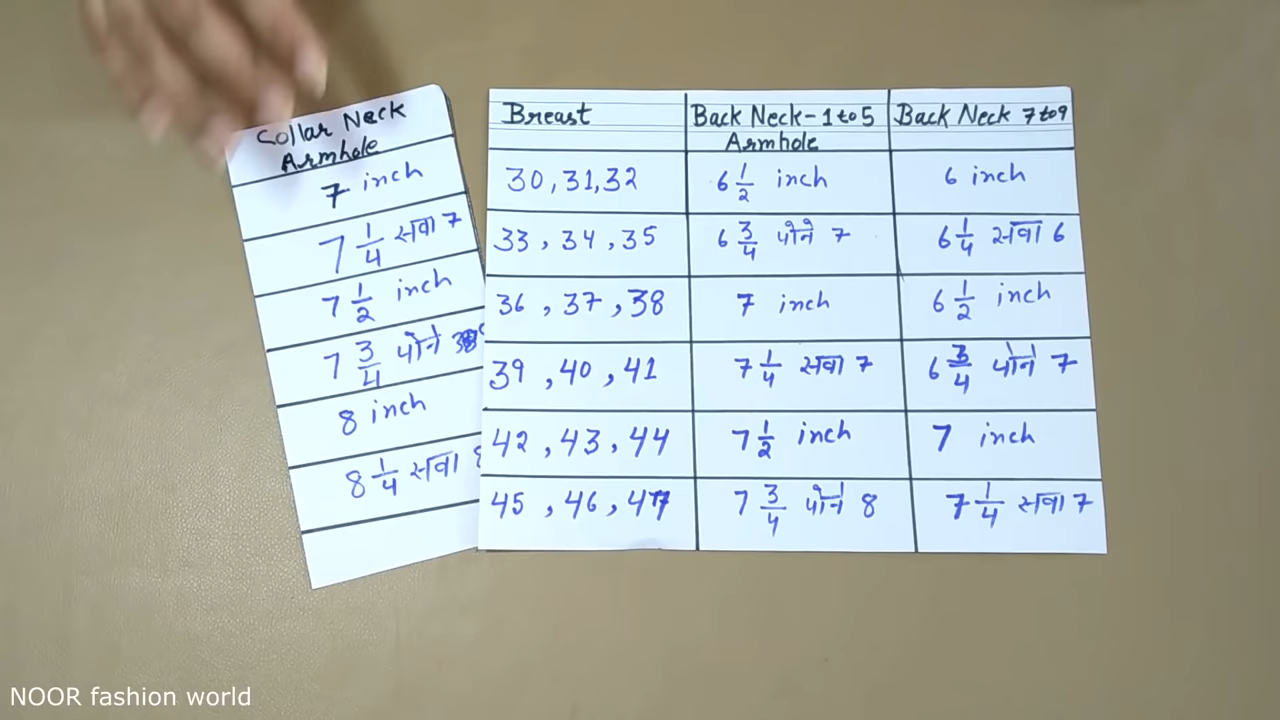 Collar Neck
Armhole
7 inch
7 1/4 सवा 7
7 1/2 inch
7 3/4 पौने
8 inch
8 1/4 सवा
Breast Back Neck - 1 to 5 Back Neck 7 to 9
Armhole
30, 31, 32 6 1/2 inch 6 inch
33, 34, 35 6 3/4 पौने 7 6 1/4 सवा 6
36, 37, 38 7 inch 6 1/2 inch
39, 40, 41 7 1/4 सवा 7 6 3/4 पौने 7
42, 43, 44 7 1/2 inch 7 inch
45, 46, 47 7 3/4 पौने 8 7 1/4 सवा 7
NOOR fashion world